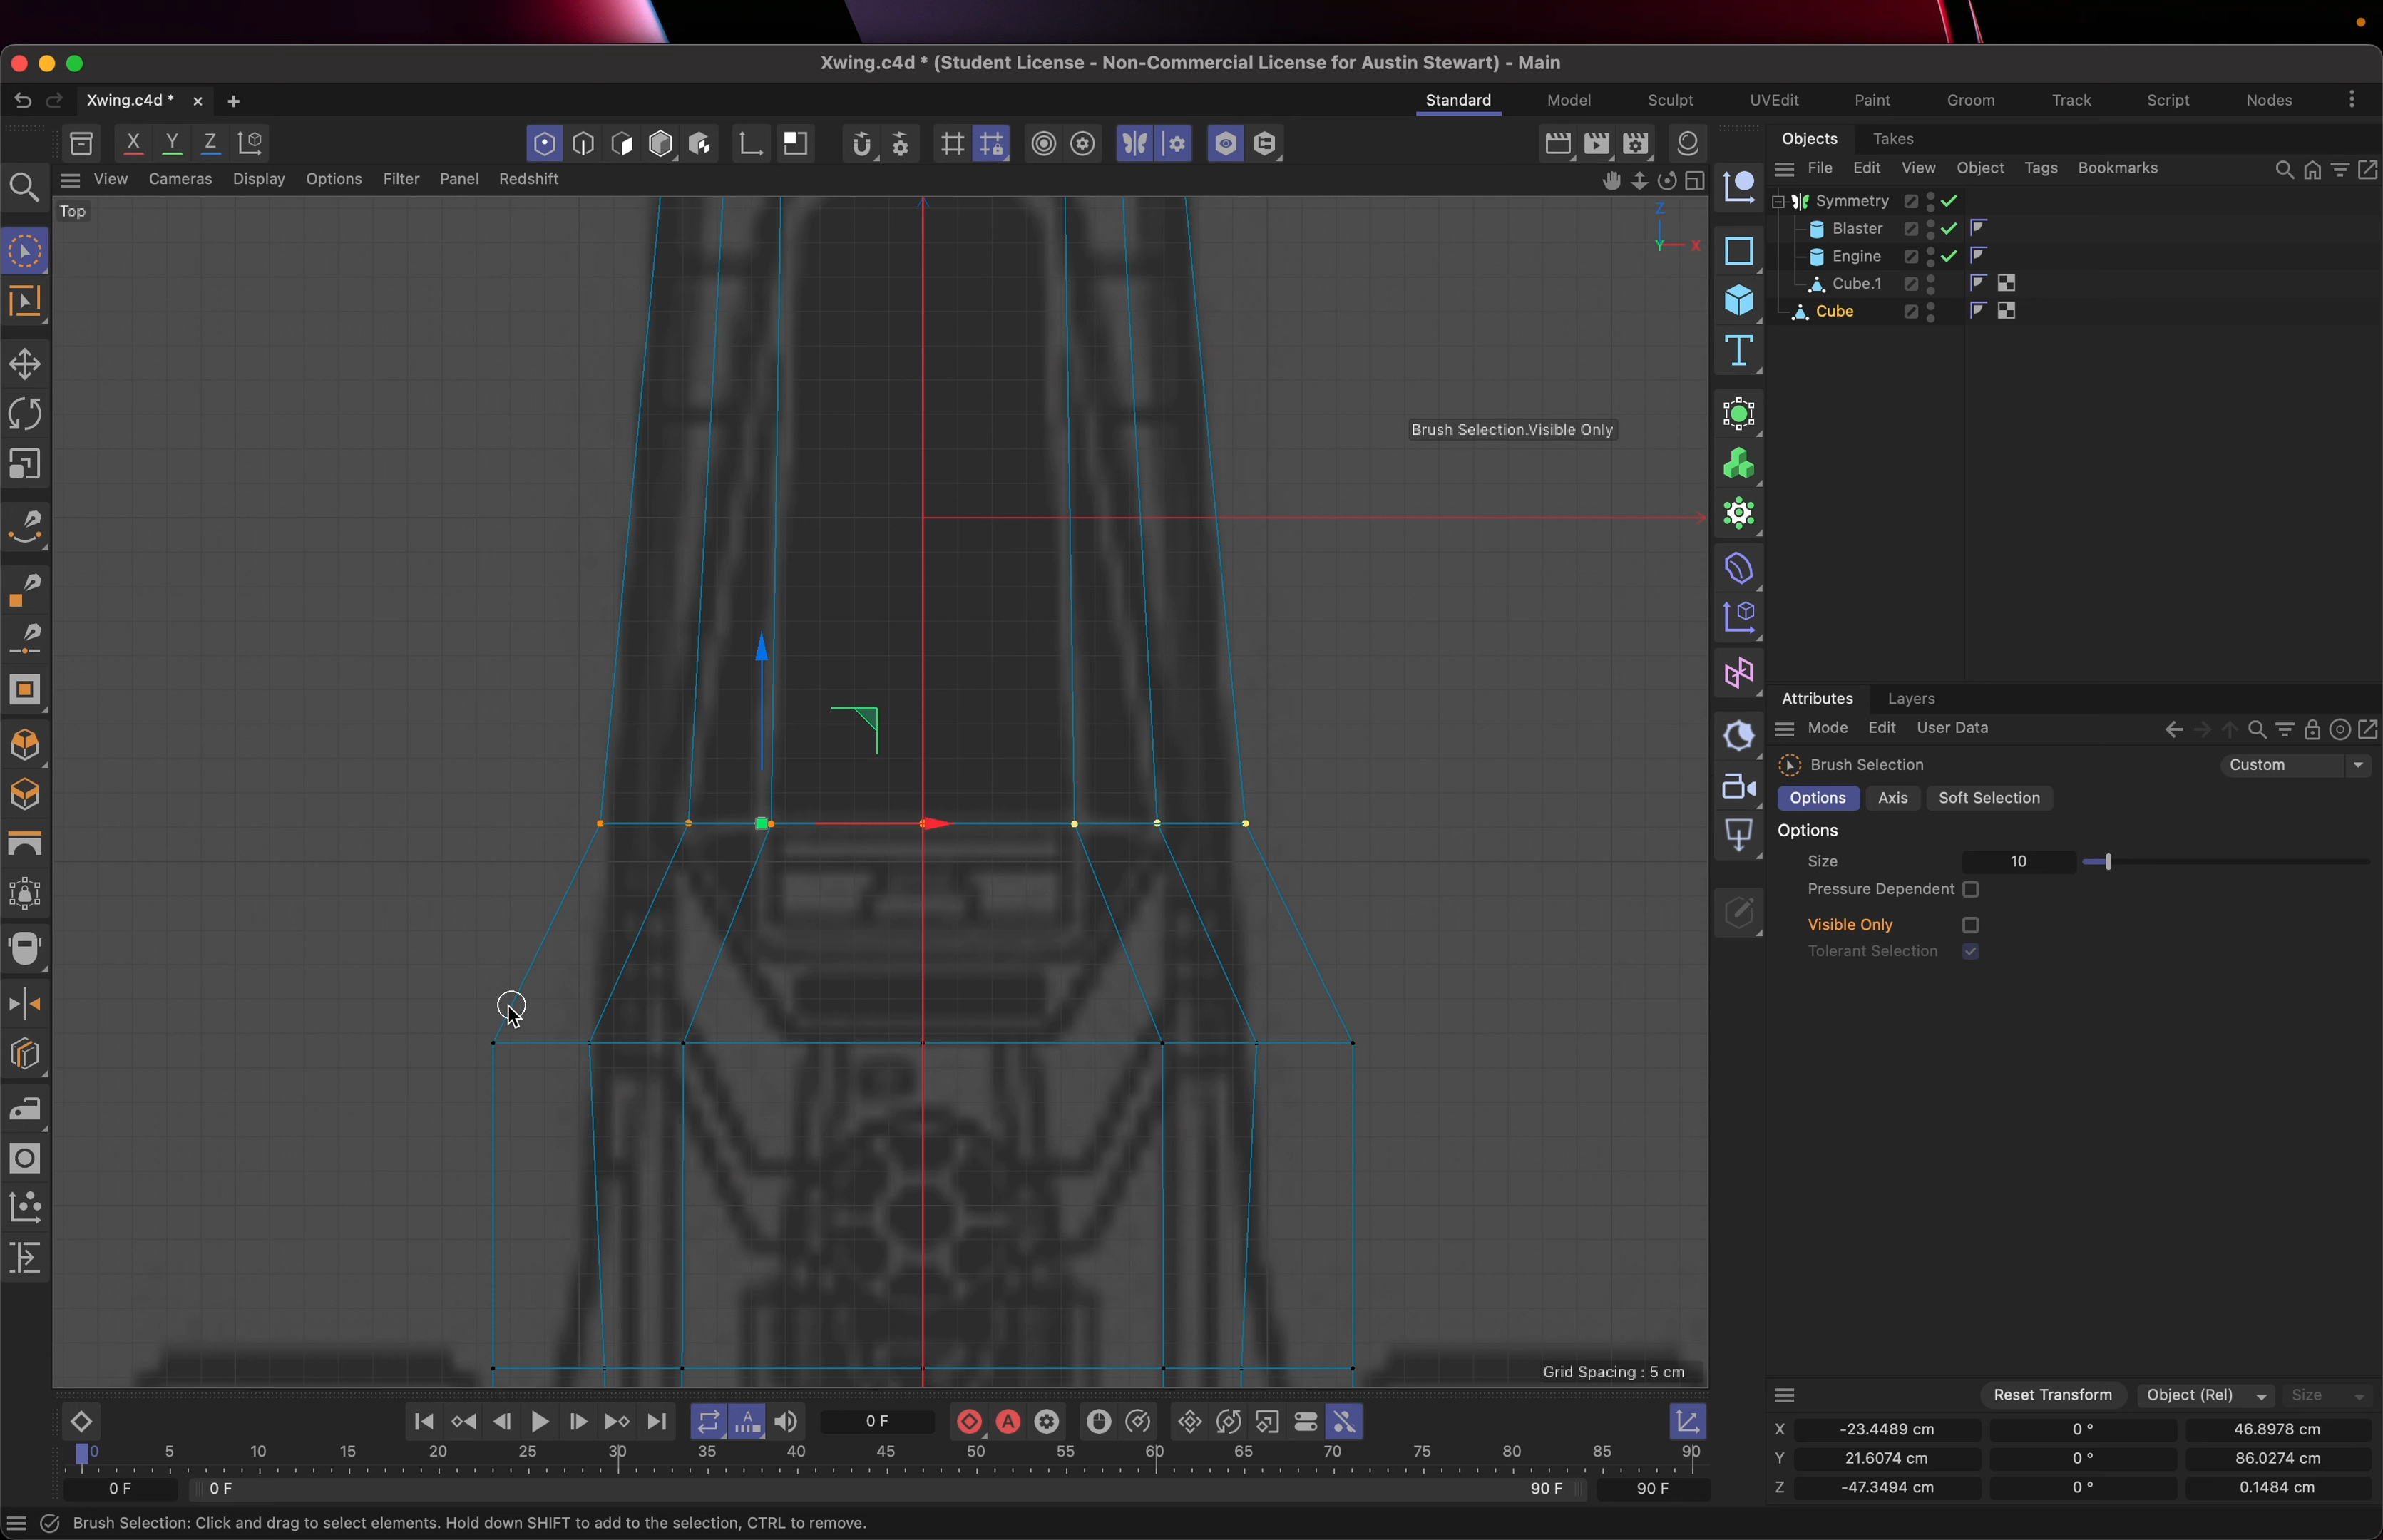 Xwing.c4d * (Student License - Non-Commercial License for Austin Stewart) - Main
Xwing.c4d *
Standard
Model
Sculpt
UVEdit
Paint
Groom
Track
Script
Nodes
X
Y
Z
Objects
Takes
View
Cameras
Display
Options
Filter
Panel
Redshift
File
Edit
View
Object
Tags
Bookmarks
Top
Z
Y
X
Symmetry
Blaster
Engine
Cube.1
Cube
Brush Selection.Visible Only
Attributes
Layers
Mode
Edit
User Data
Brush Selection
Custom
Options
Axis
Soft Selection
Options
Size
10
Pressure Dependent
Visible Only
Tolerant Selection
Grid Spacing : 5 cm
Reset Transform
Object (Rel)
Size
0 F
X
-23.4489 cm
0 °
46.8978 cm
Y
21.6074 cm
0 °
86.0274 cm
Z
-47.3494 cm
0 °
0.1484 cm
0 5 10 15 20 25 30 35 40 45 50 55 60 65 70 75 80 85 90
0 F
0 F
90 F
90 F
Brush Selection: Click and drag to select elements. Hold down SHIFT to add to the selection, CTRL to remove.